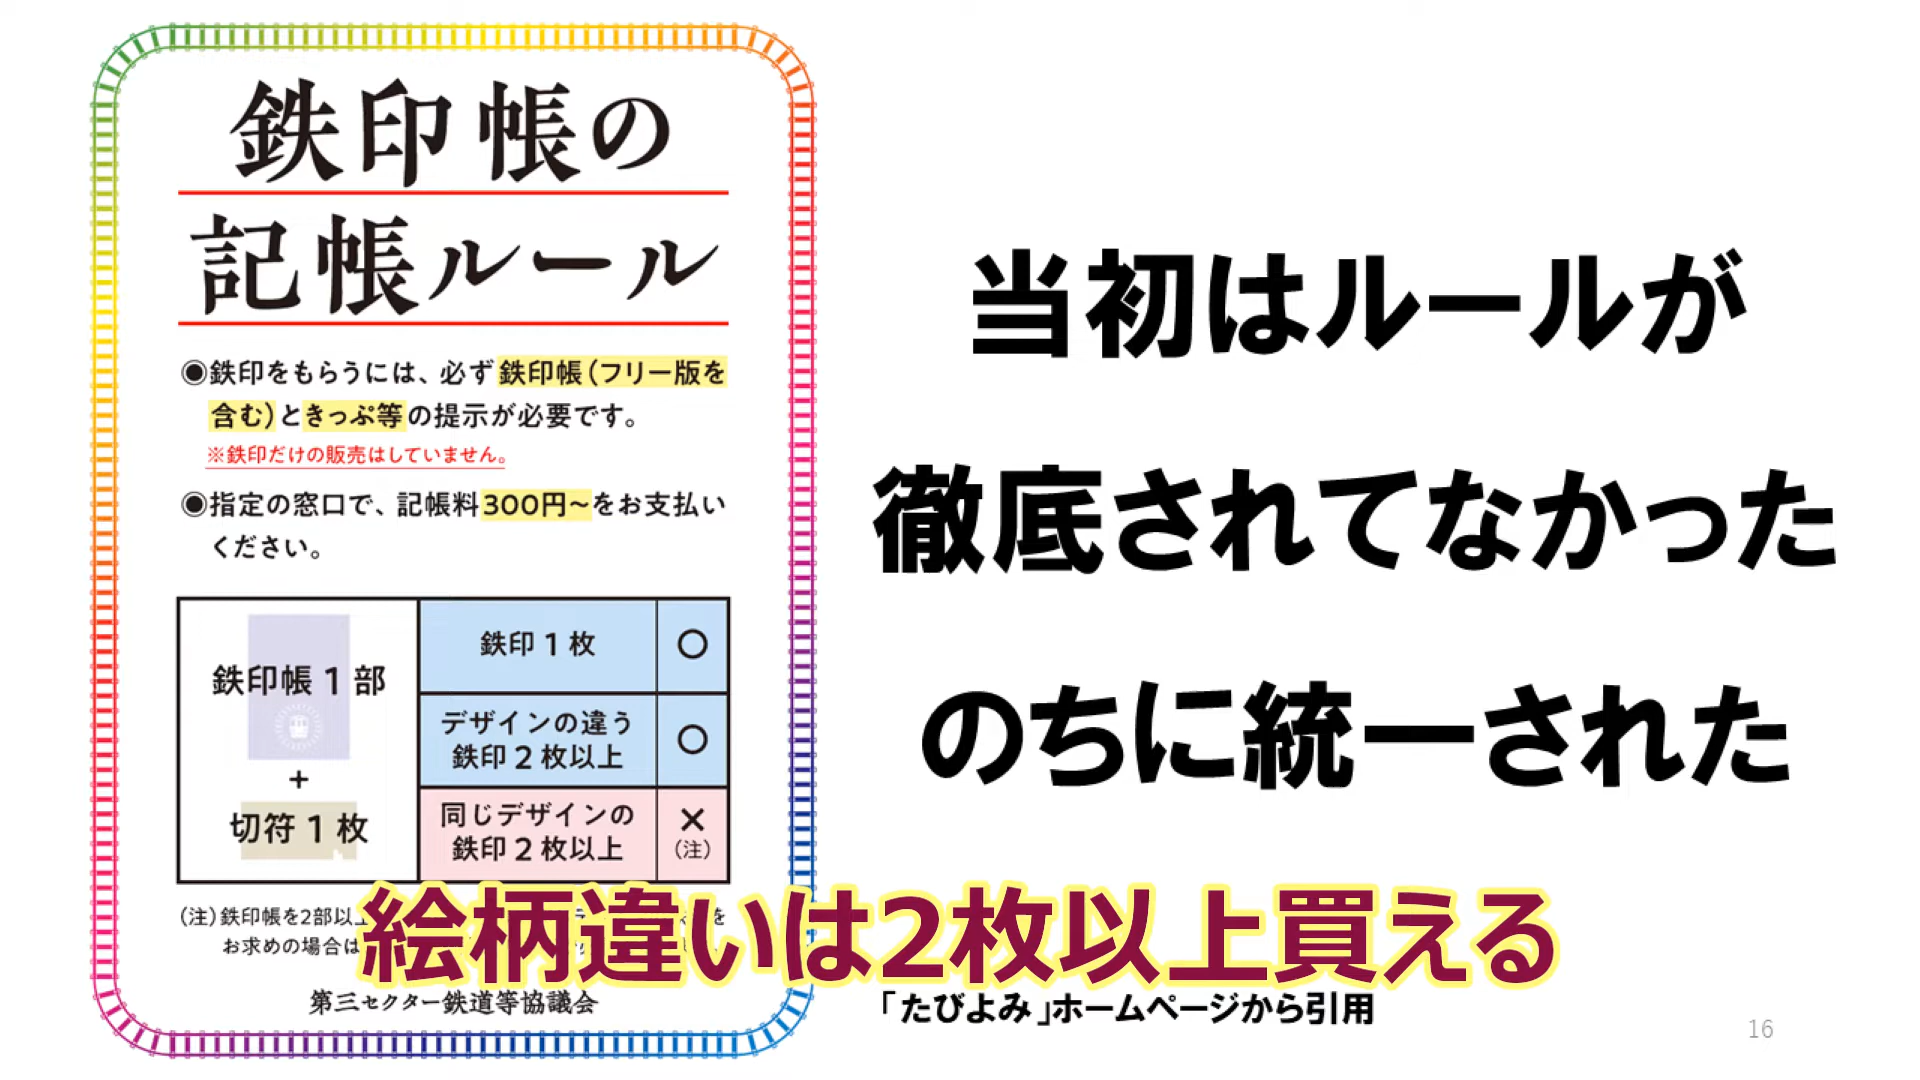 鉄印帳の
記帳ルール
◉鉄印をもらうには、必ず鉄印帳(フリー版を
含む)ときっぷ等の提示が必要です。
※鉄印だけの販売はしていません。
◉指定の窓口で、記帳料300円~をお支払い
ください。
鉄印帳1部
+
切符1枚
鉄印1枚 〇
デザインの違う
鉄印2枚以上 〇
同じデザインの
鉄印2枚以上 ×
(注)
(注)鉄印帳を2部以 を
お求めの場合は
第三セクター鉄道等協議会
当初はルールが
徹底されてなかった
のちに統一された
絵柄違いは2枚以上買える
「たびよみ」ホームページから引用
16